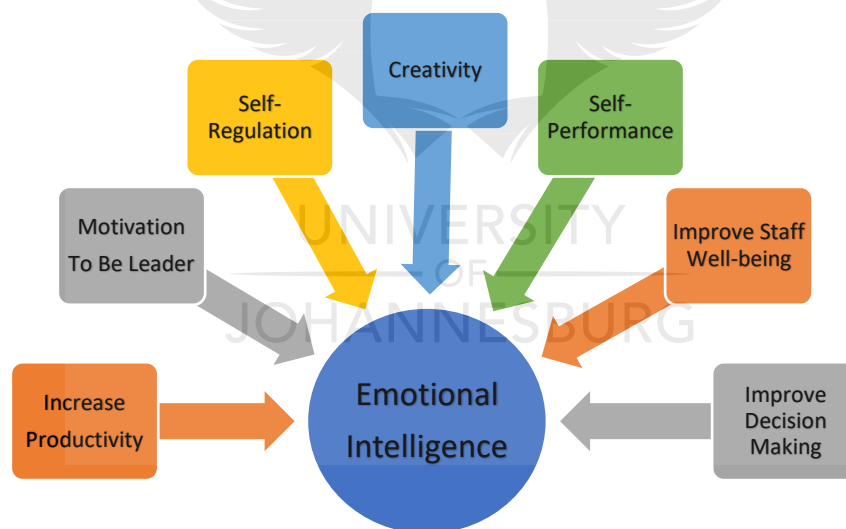 Creativity
Self-
Regulation
Self-
Performance
Motivation
To Be Leader
Improve Staff
Well-being
Increase
Productivity
Emotional
Intelligence
Improve
Decision
Making
UNIVERSITY
OF
JOHANNESBURG